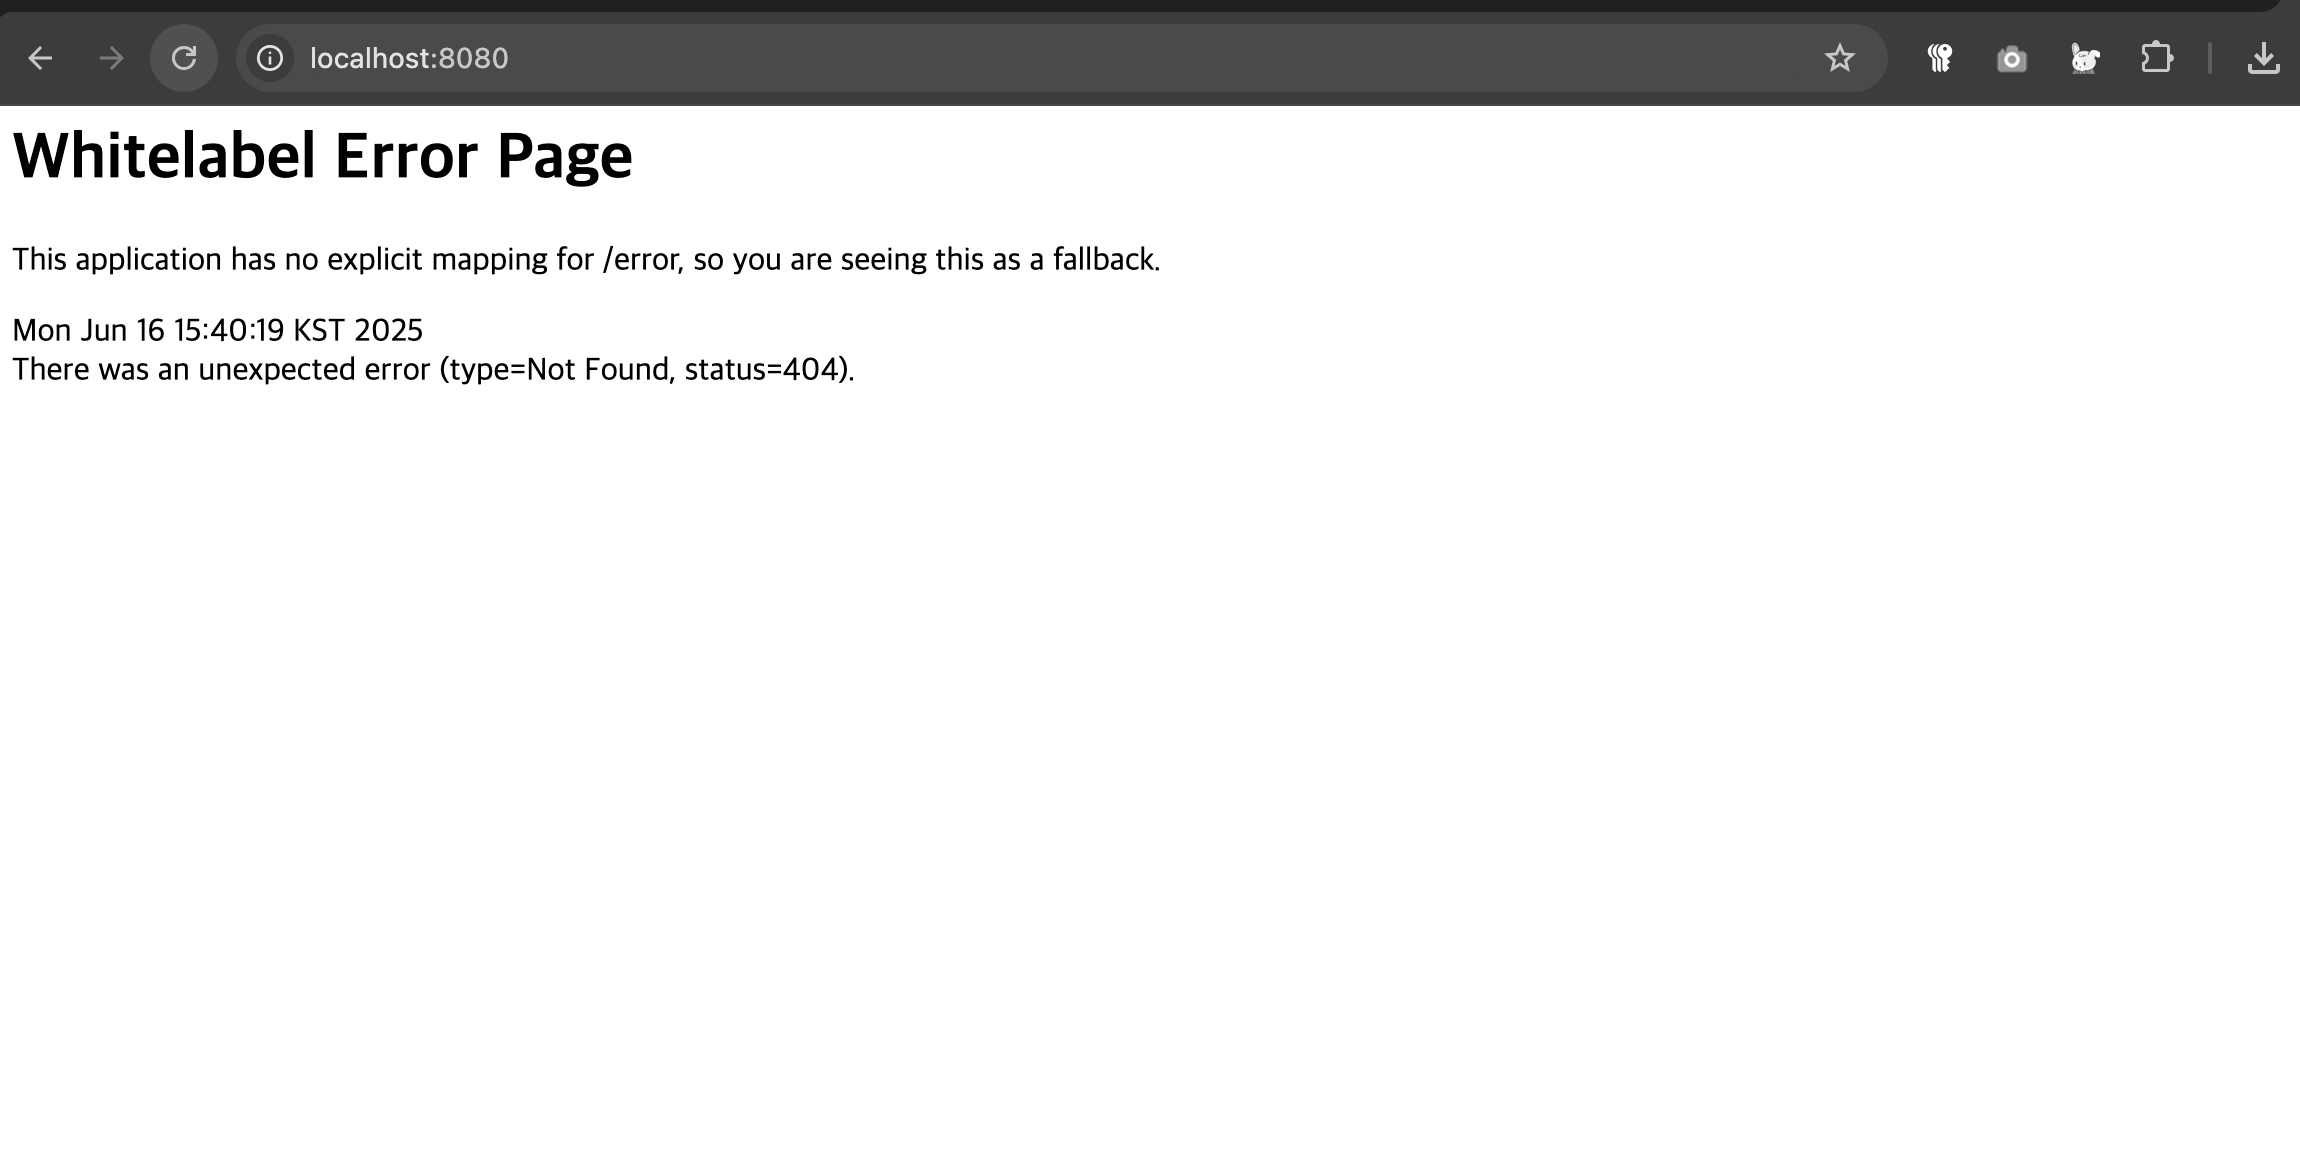 localhost:8080
Whitelabel Error Page
This application has no explicit mapping for /error, so you are seeing this as a fallback.
Mon Jun 16 15:40:19 KST 2025
There was an unexpected error (type=Not Found, status=404).